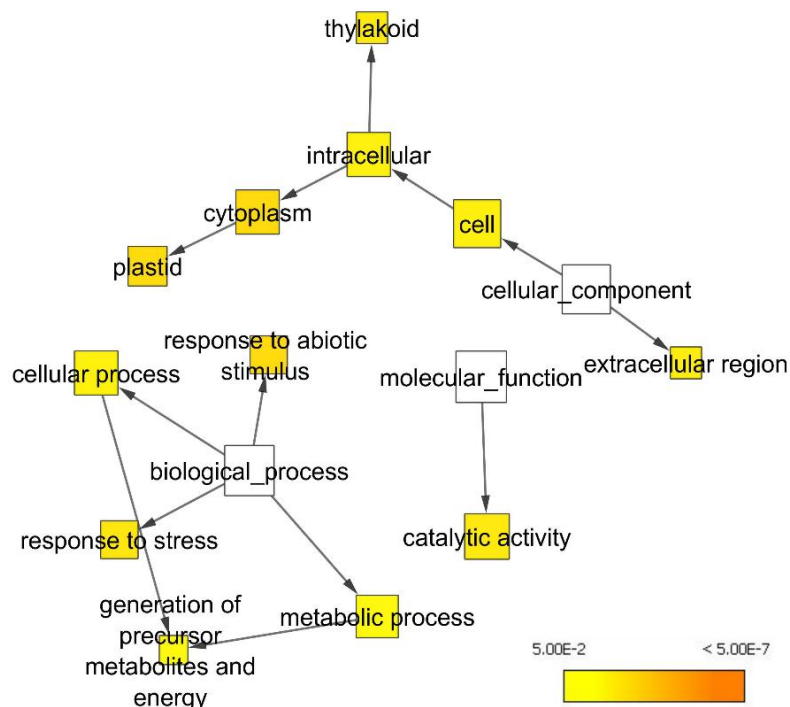 thylakoid
intracellular
cytoplasm
cell
plastid
cellular_component
response to abiotic
stimulus
extracellular region
cellular process
molecular_function
biological_process
response to stress
catalytic activity
generation of
precursor
metabolites and
energy
metabolic process
5.00E-2
< 5.00E-7